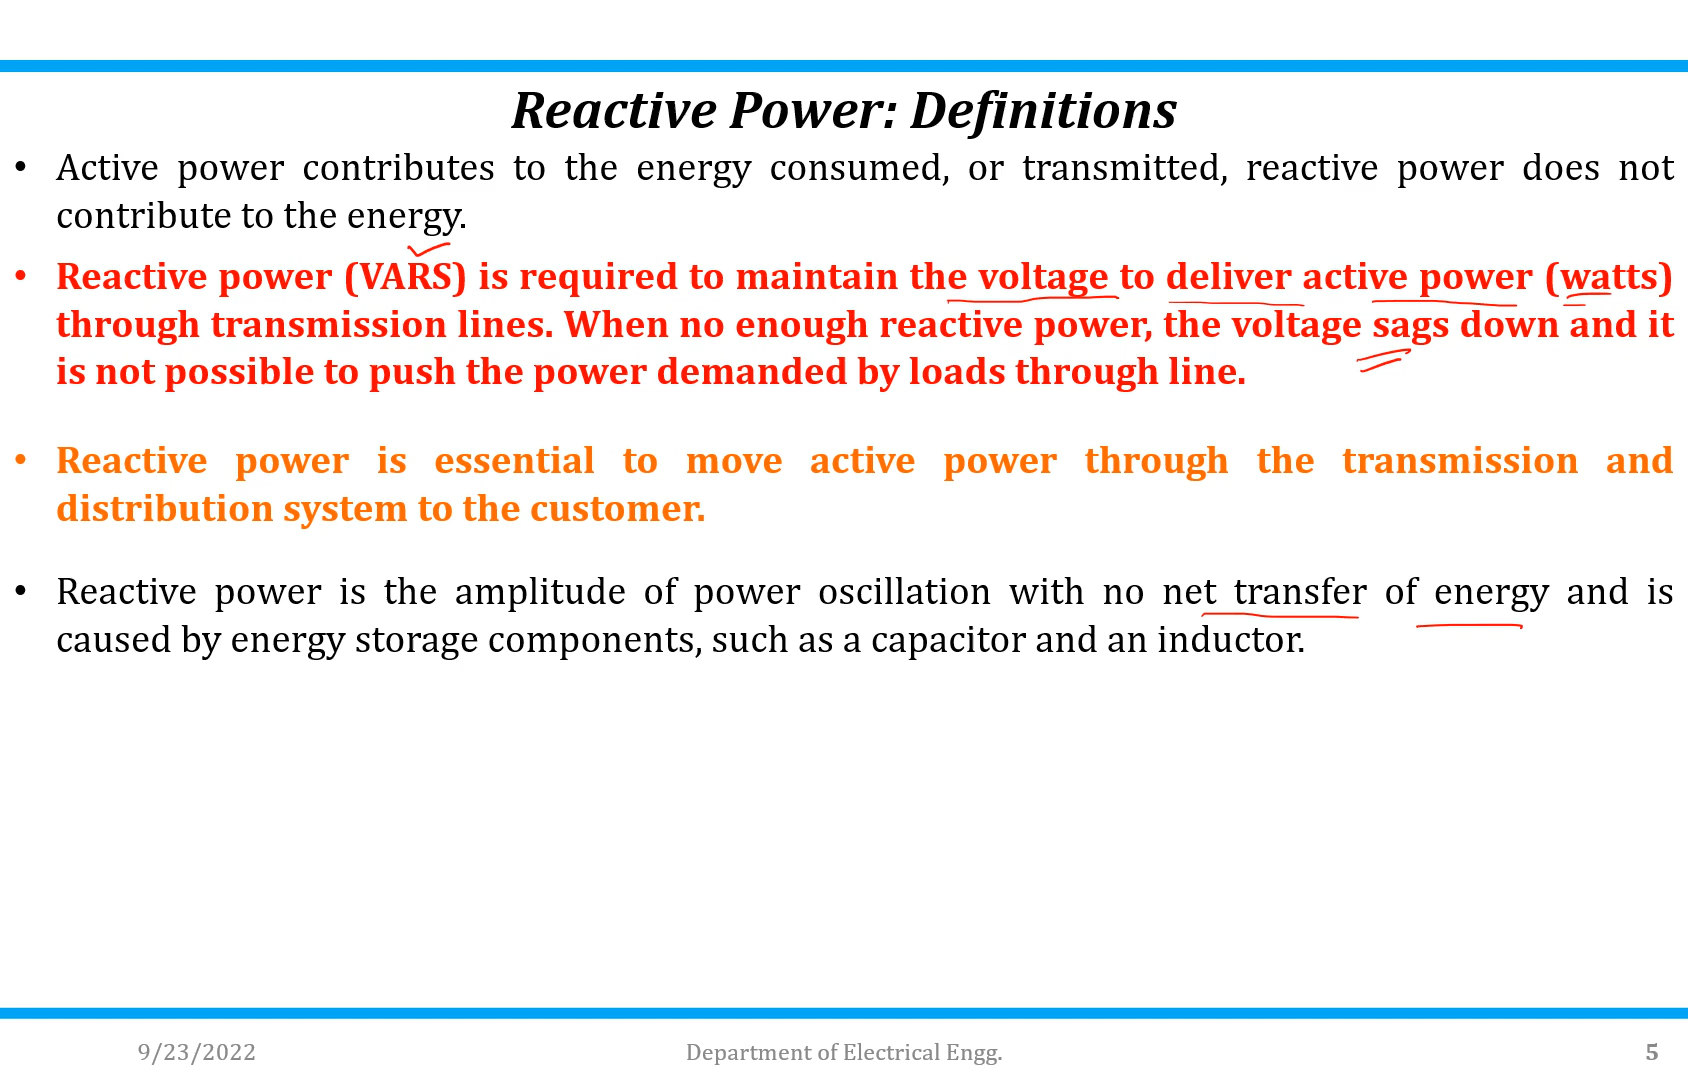 Reactive Power: Definitions
• Active power contributes to the energy consumed, or transmitted, reactive power does not
contribute to the energy.
• Reactive power (VARS) is required to maintain the voltage to deliver active power (watts)
through transmission lines. When no enough reactive power, the voltage sags down and it
is not possible to push the power demanded by loads through line.
• Reactive power is essential to move active power through the transmission and
distribution system to the customer.
• Reactive power is the amplitude of power oscillation with no net transfer of energy and is
caused by energy storage components, such as a capacitor and an inductor.
9/23/2022 Department of Electrical Engg. 5